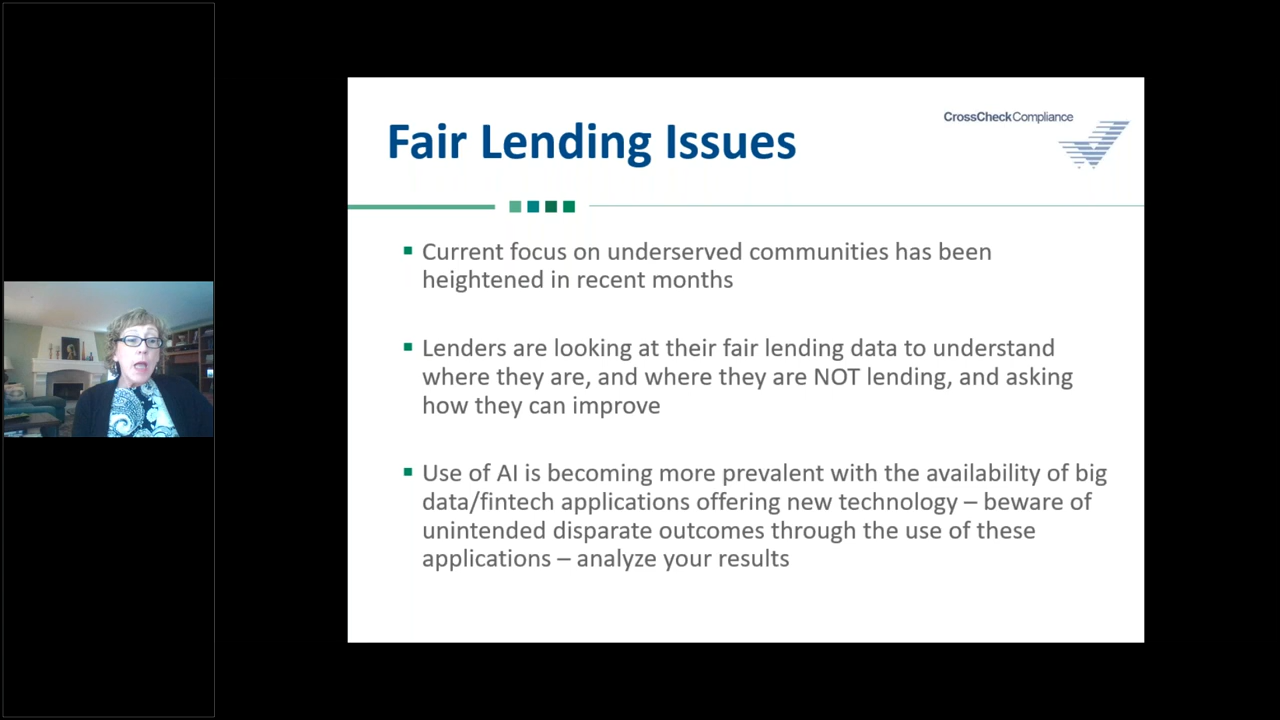 CrossCheckCompliance
Fair Lending Issues
Current focus on underserved communities has been
heightened in recent months
Lenders are looking at their fair lending data to understand
where they are, and where they are NOT lending, and asking
how they can improve
Use of AI is becoming more prevalent with the availability of big
data/fintech applications offering new technology – beware of
unintended disparate outcomes through the use of these
applications – analyze your results